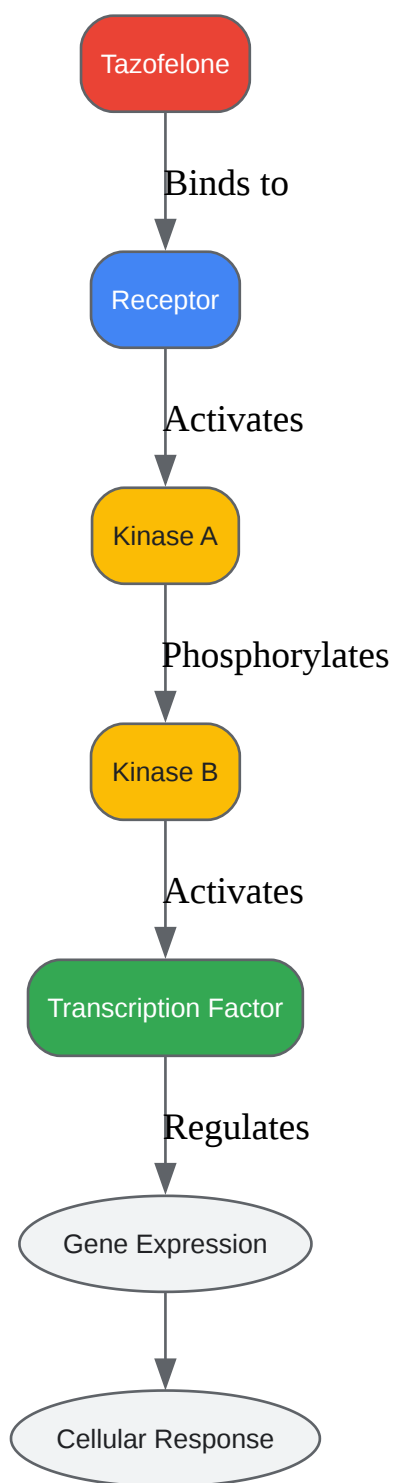 Tazofelone
Binds to
Receptor
Activates
Kinase A
Phosphorylates
Kinase B
Activates
Transcription Factor
Regulates
Gene Expression
Cellular Response